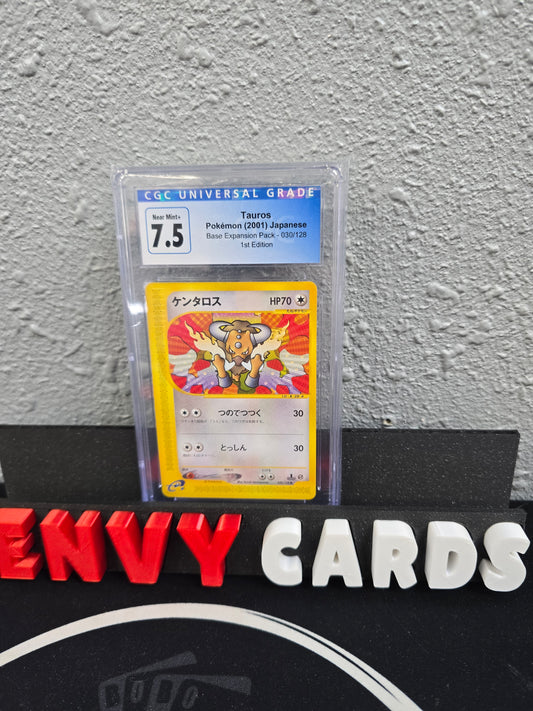 CGC UNIVERSAL GRADE
Near Mint+
7.5
Tauros
Pokémon (2001) Japanese
Base Expansion Pack - 030/128
1st Edition
ケンタロス HP70
つのでつつく 30
とっしん 30
e
ENVY CARDS